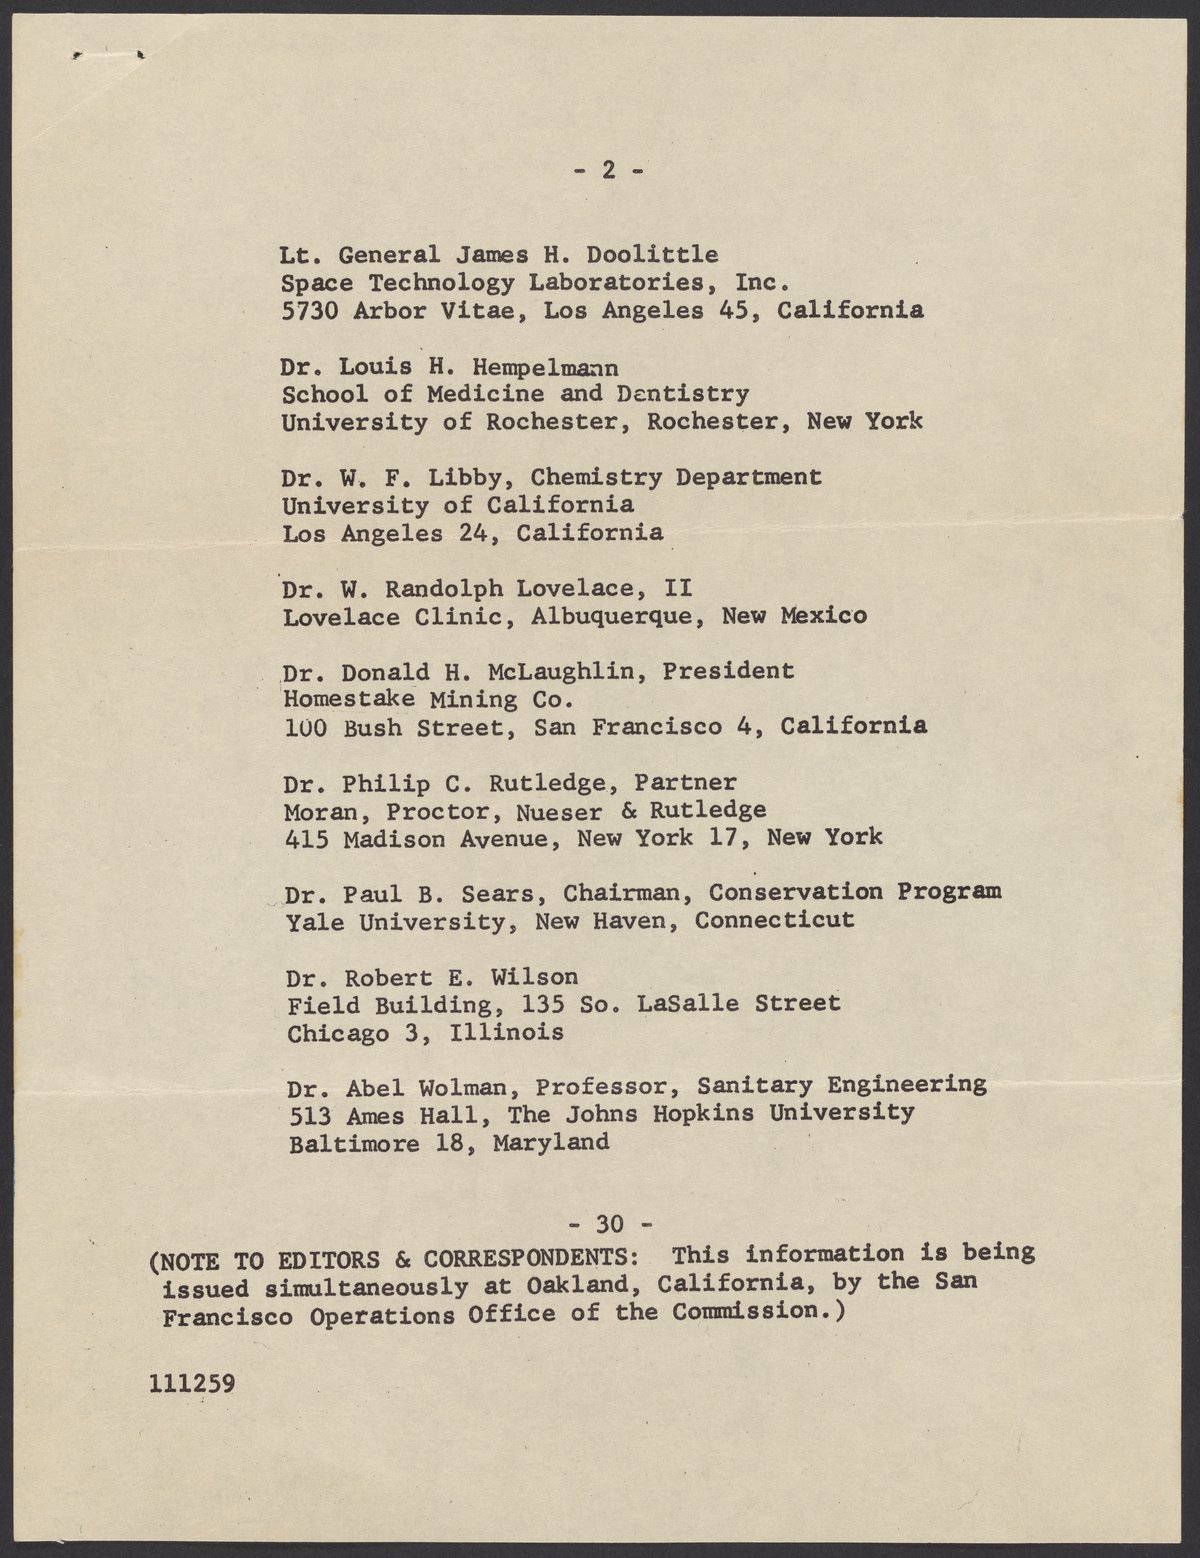 - 2 -
Lt. General James H. Doolittle
Space Technology Laboratories, Inc.
5730 Arbor Vitae, Los Angeles 45, California
Dr. Louis H. Hempelmann
School of Medicine and Dentistry
University of Rochester, Rochester, New York
Dr. W. F. Libby, Chemistry Department
University of California
Los Angeles 24, California
Dr. W. Randolph Lovelace, II
Lovelace Clinic, Albuquerque, New Mexico
Dr. Donald H. McLaughlin, President
Homestake Mining Co.
100 Bush Street, San Francisco 4, California
Dr. Philip C. Rutledge, Partner
Moran, Proctor, Nueser & Rutledge
415 Madison Avenue, New York 17, New York
Dr. Paul B. Sears, Chairman, Conservation Program
Yale University, New Haven, Connecticut
Dr. Robert E. Wilson
Field Building, 135 So. LaSalle Street
Chicago 3, Illinois
Dr. Abel Wolman, Professor, Sanitary Engineering
513 Ames Hall, The Johns Hopkins University
Baltimore 18, Maryland
- 30 -
(NOTE TO EDITORS & CORRESPONDENTS: This information is being
issued simultaneously at Oakland, California, by the San
Francisco Operations Office of the Commission.)
111259